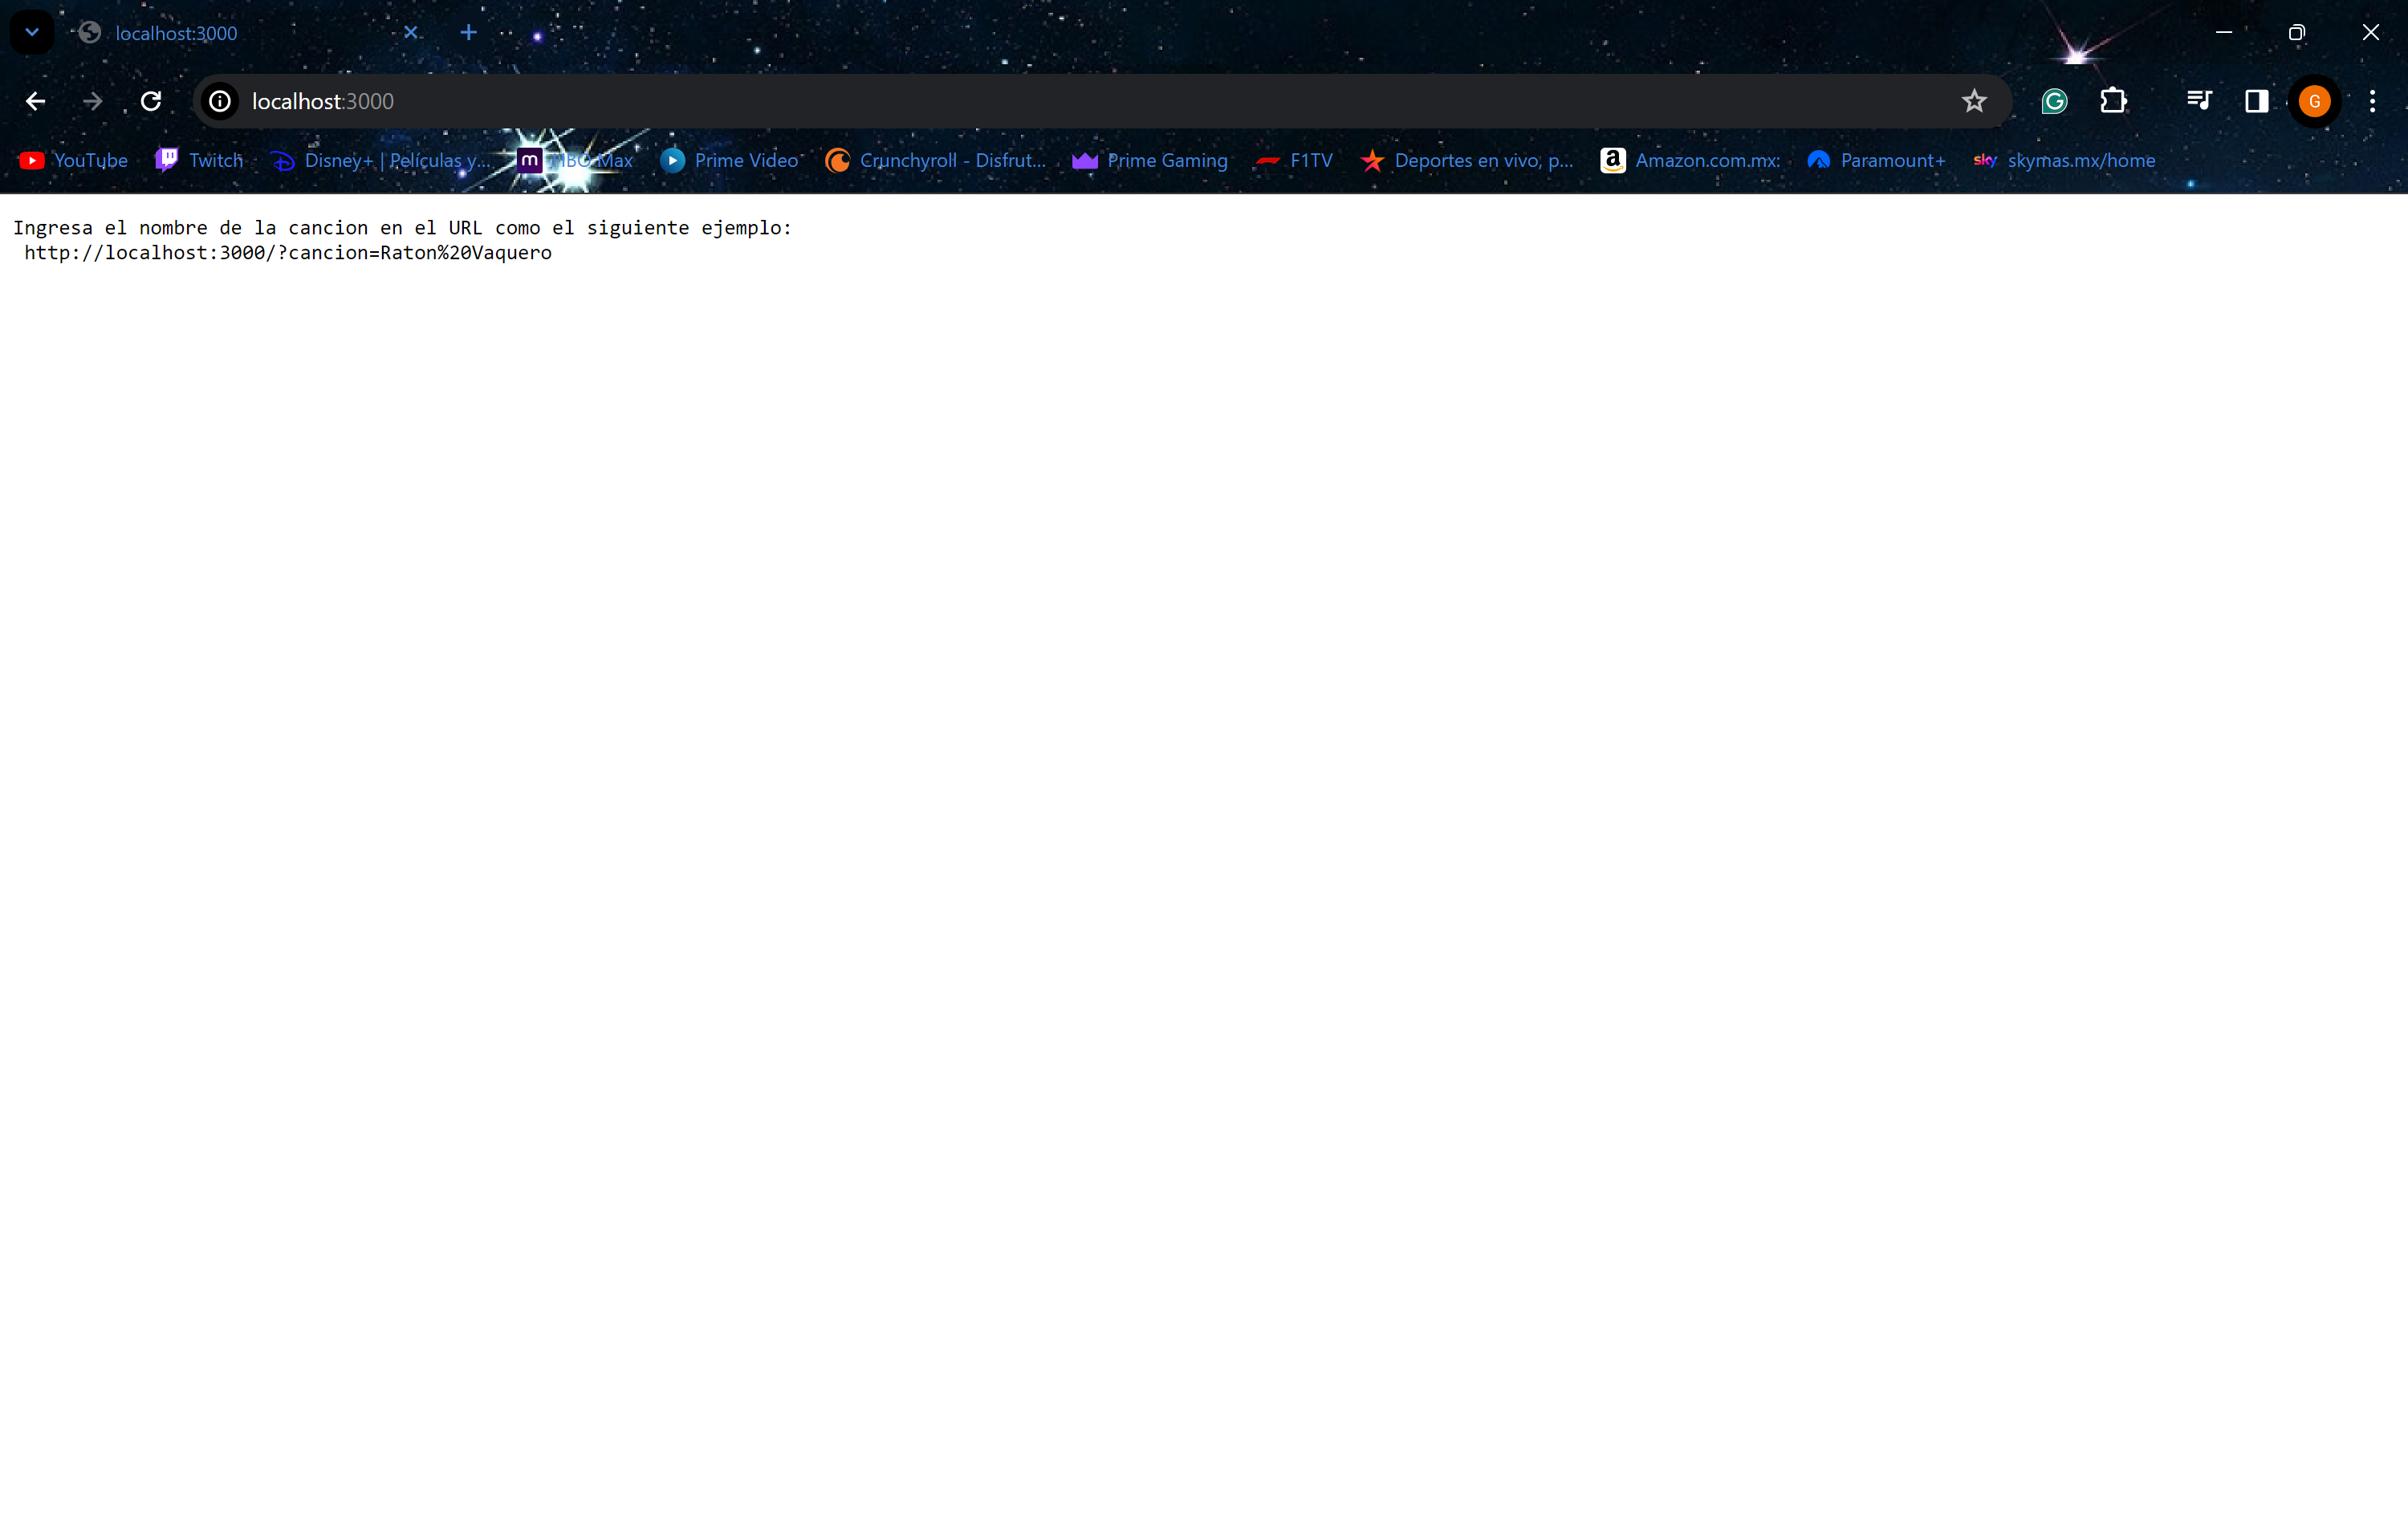 localhost:3000
localhost:3000
G
YouTube
Twitch
Disney+ | Películas y...
HBO Max
Prime Video
Crunchyroll - Disfrut...
Prime Gaming
F1TV
Deportes en vivo, p...
Amazon.com.mx:
Paramount+
sky skymas.mx/home
Ingresa el nombre de la cancion en el URL como el siguiente ejemplo:
http://localhost:3000/?cancion=Raton%20Vaquero